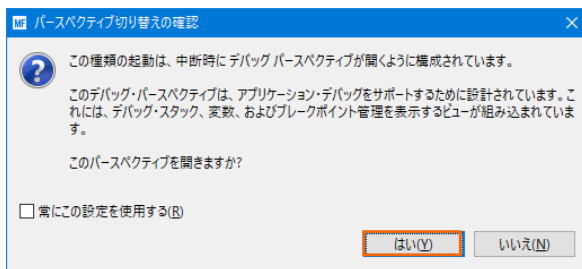 MF パースペクティブ切り替えの確認
この種類の起動は、中断時に デバッグ パースペクティブが開くように構成されています。
このデバッグ・パースペクティブは、アプリケーション・デバッグをサポートするために設計されています。こ
れには、デバッグ・スタック、変数、およびブレークポイント管理を表示するビューが組み込まれていま
す。
このパースペクティブを開きますか?
常にこの設定を使用する(R)
はい(Y) いいえ(N)